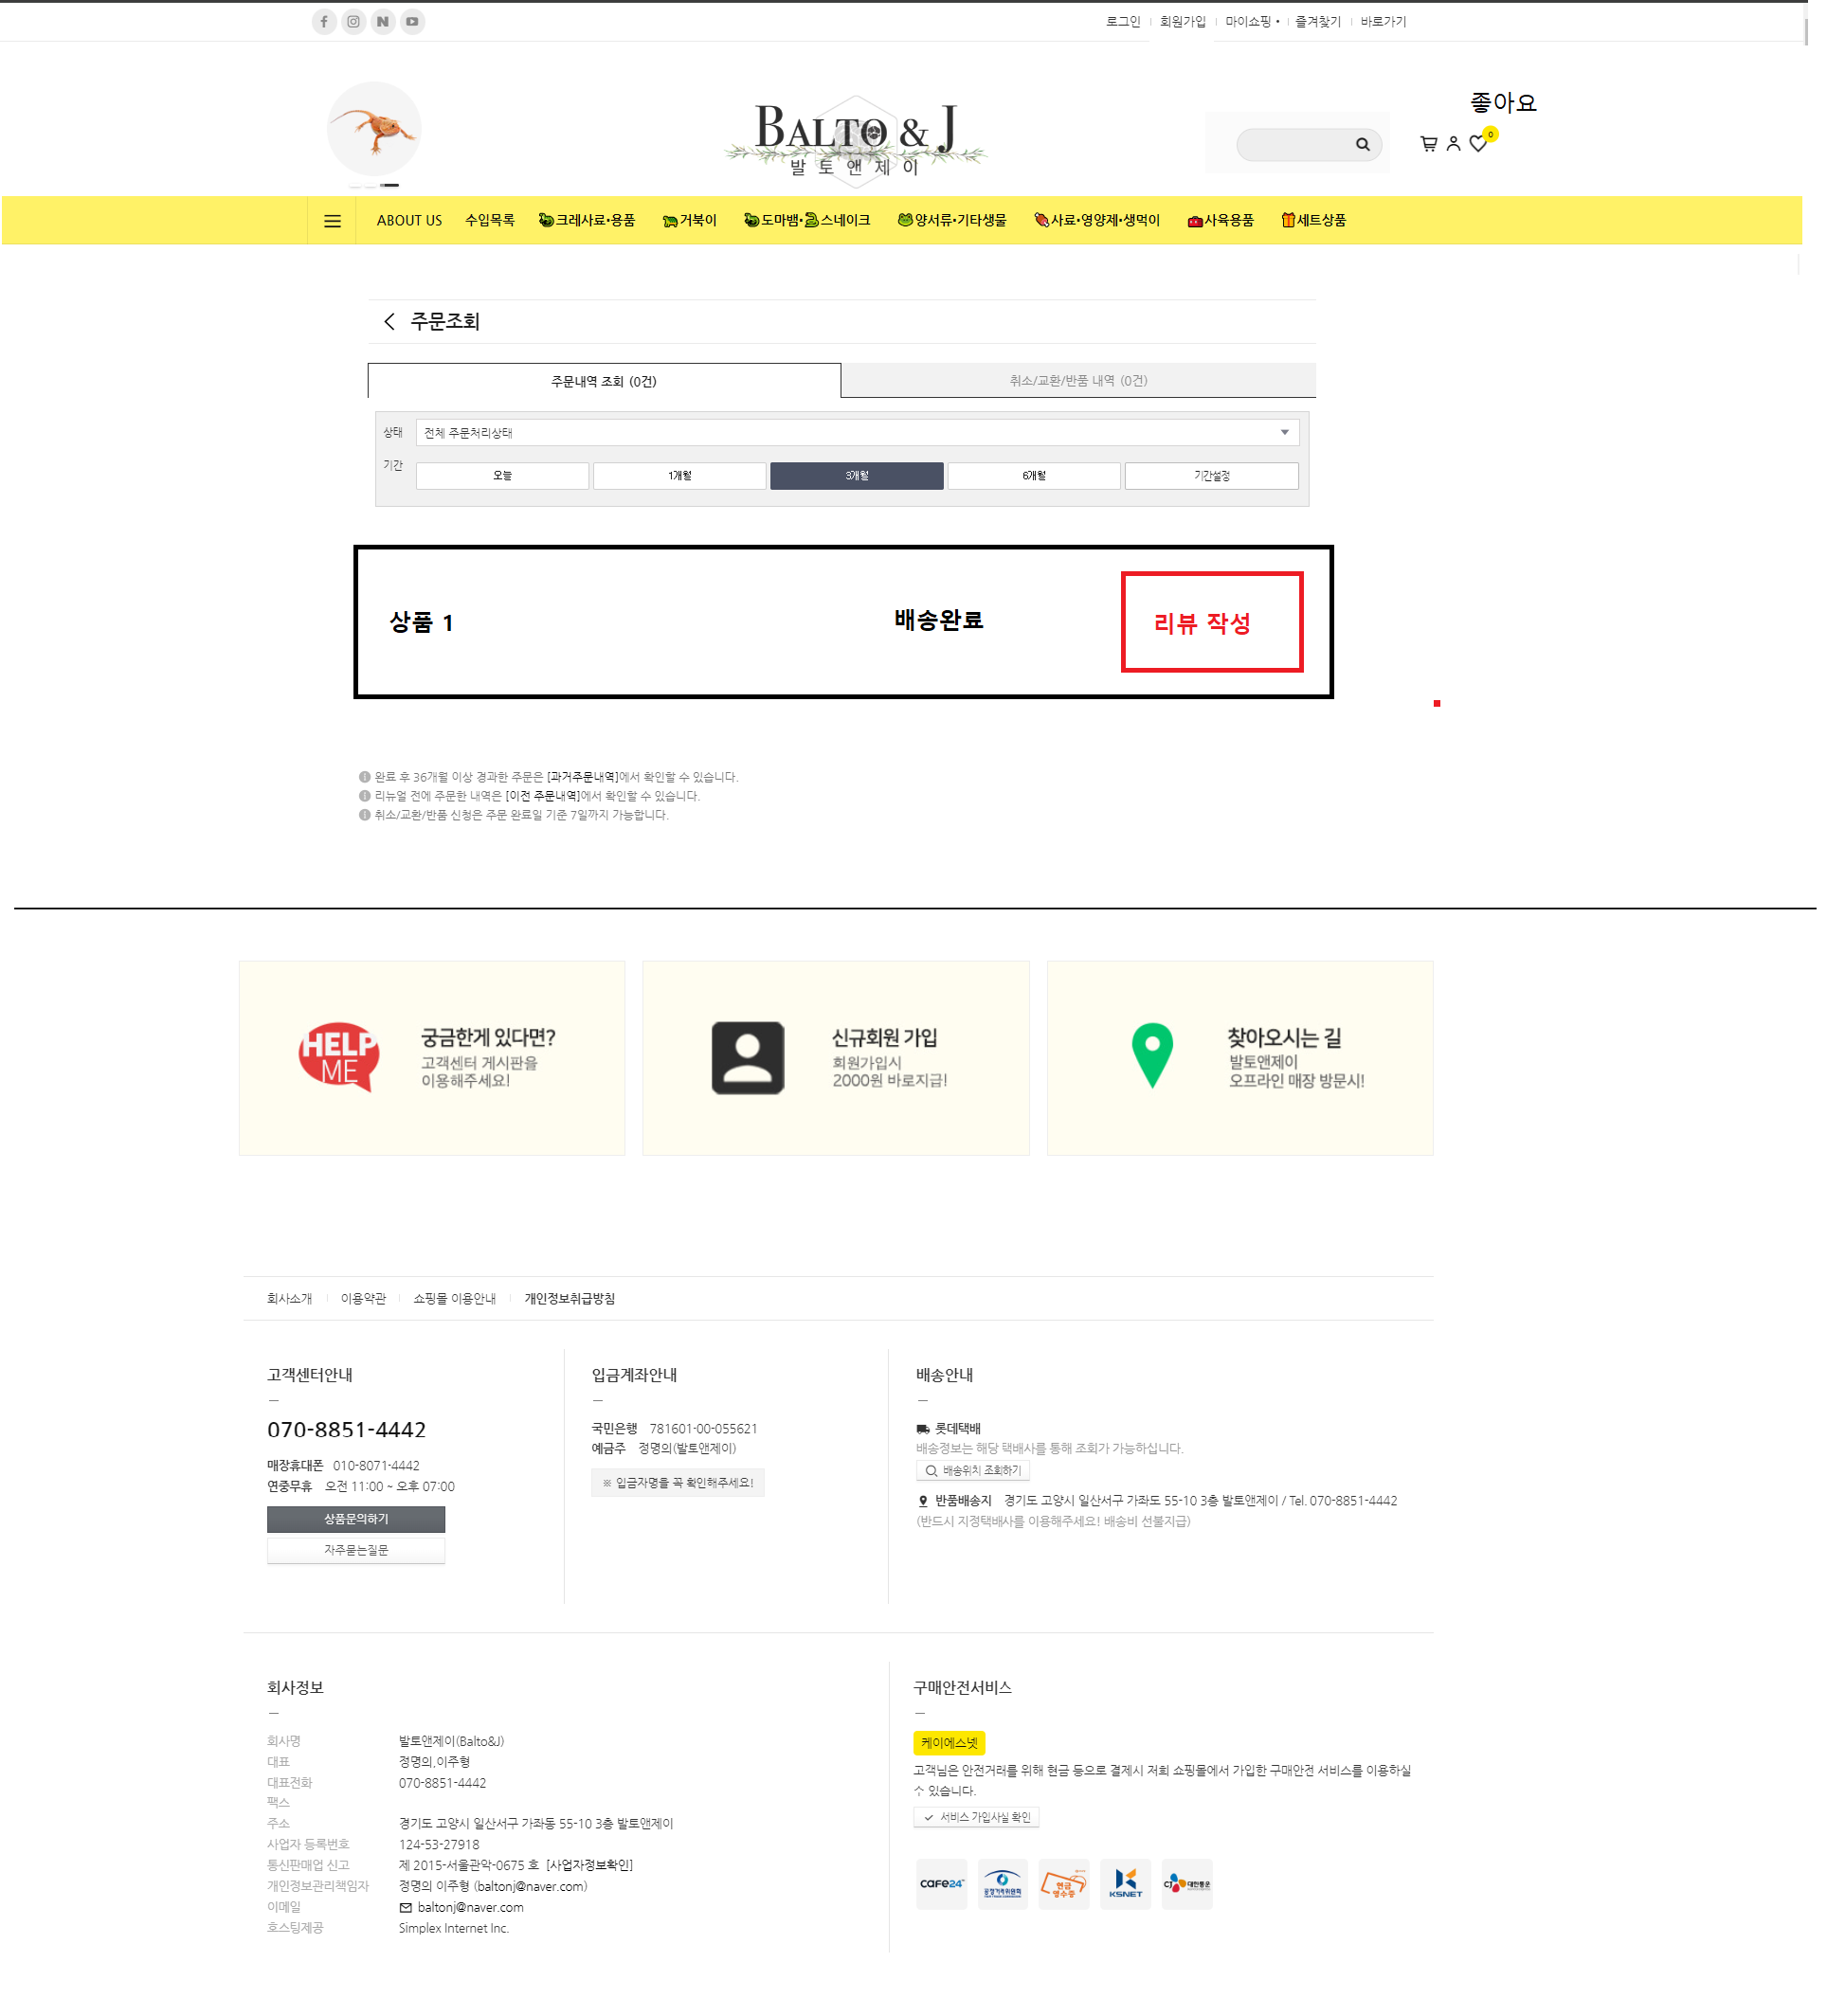 로그인 회원가입 마이쇼핑 • 즐겨찾기 바로가기
좋아요
BALTO & J
발토앤제이
0
ABOUT US 수입목록 크레사료•용품 거북이 도마뱀•스네이크 양서류•기타생물 사료•영양제•생먹이 사육용품 세트상품
주문조회
주문내역 조회 (0건) 취소/교환/반품 내역 (0건)
상태 전체 주문처리상태
기간 오늘 1개월 3개월 6개월 기간설정
상품 1 배송완료 리뷰 작성
완료 후 36개월 이상 경과한 주문은 [과거주문내역]에서 확인할 수 있습니다.
리뉴얼 전에 주문한 내역은 [이전 주문내역]에서 확인할 수 있습니다.
취소/교환/반품 신청은 주문 완료일 기준 7일까지 가능합니다.
HELP
ME
궁금한게 있다면?
고객센터 게시판을
이용해주세요!
신규회원 가입
회원가입시
2000원 바로지급!
찾아오시는 길
발토앤제이
오프라인 매장 방문시!
회사소개 이용약관 쇼핑몰 이용안내 개인정보취급방침
고객센터안내
070-8851-4442
매장휴대폰 010-8071-4442
연중무휴 오전 11:00 ~ 오후 07:00
상품문의하기
자주묻는질문
입금계좌안내
국민은행 781601-00-055621
예금주 정명의(발토앤제이)
※ 입금자명을 꼭 확인해주세요!
배송안내
롯데택배
배송정보는 해당 택배사를 통해 조회가 가능하십니다.
배송위치 조회하기
반품배송지 경기도 고양시 일산서구 가좌도 55-10 3층 발토앤제이 / Tel. 070-8851-4442
(반드시 지정택배사를 이용해주세요! 배송비 선불지급)
회사정보
회사명 발토앤제이(Balto&J)
대표 정명의,이주형
대표전화 070-8851-4442
팩스
주소 경기도 고양시 일산서구 가좌동 55-10 3층 발토앤제이
사업자 등록번호 124-53-27918
통신판매업 신고 제 2015-서울관악-0675 호 [사업자정보확인]
개인정보관리책임자 정명의 이주형 (baltonj@naver.com)
이메일 baltonj@naver.com
호스팅제공 Simplex Internet Inc.
구매안전서비스
케이에스넷
고객님은 안전거러를 위해 현금 등으로 결제시 저희 쇼핑몰에서 가입한 구매안전 서비스를 이용하실
수 있습니다.
서비스 가입사실 확인
cafe24 공정거래위원회 현금영수증 KSNET CJ대한통운